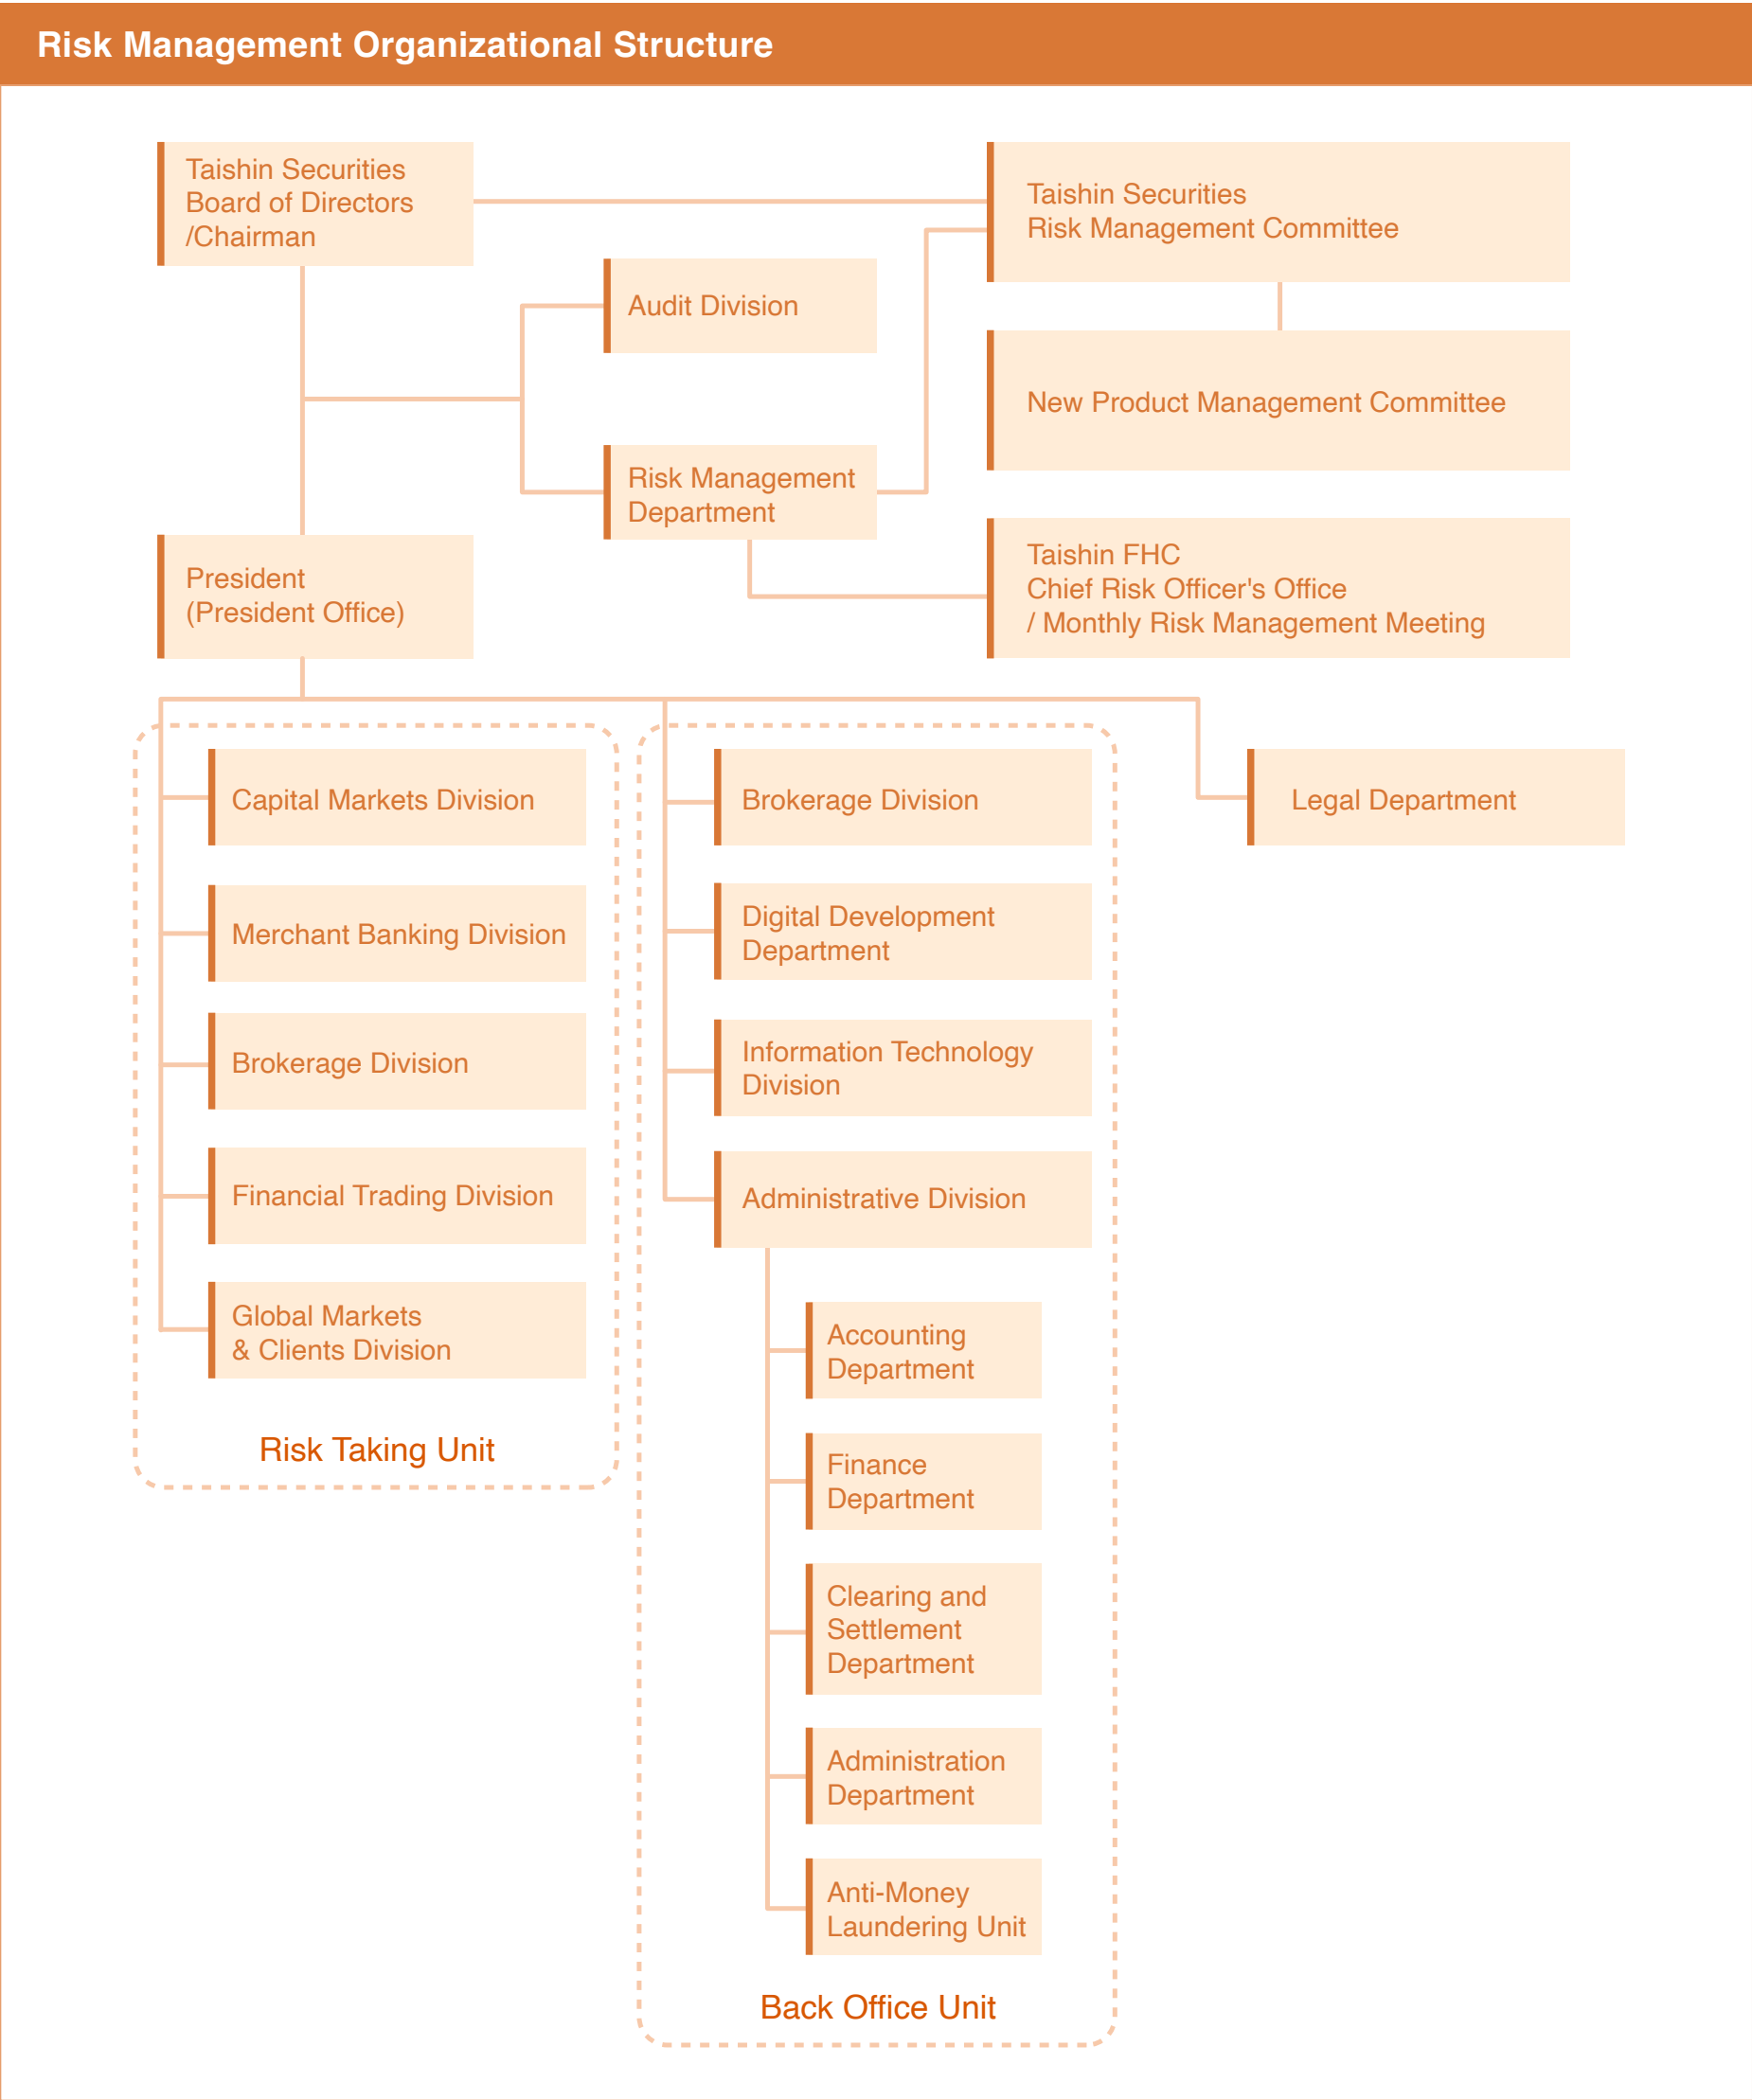 Risk Management Organizational Structure
Taishin Securities
Board of Directors
/Chairman
Taishin Securities
Risk Management Committee
Audit Division
New Product Management Committee
Risk Management
Department
Taishin FHC
Chief Risk Officer's Office
/ Monthly Risk Management Meeting
President
(President Office)
Capital Markets Division
Merchant Banking Division
Brokerage Division
Financial Trading Division
Global Markets
& Clients Division
Risk Taking Unit
Brokerage Division
Digital Development
Department
Information Technology
Division
Administrative Division
Accounting
Department
Finance
Department
Clearing and
Settlement
Department
Administration
Department
Anti-Money
Laundering Unit
Back Office Unit
Legal Department